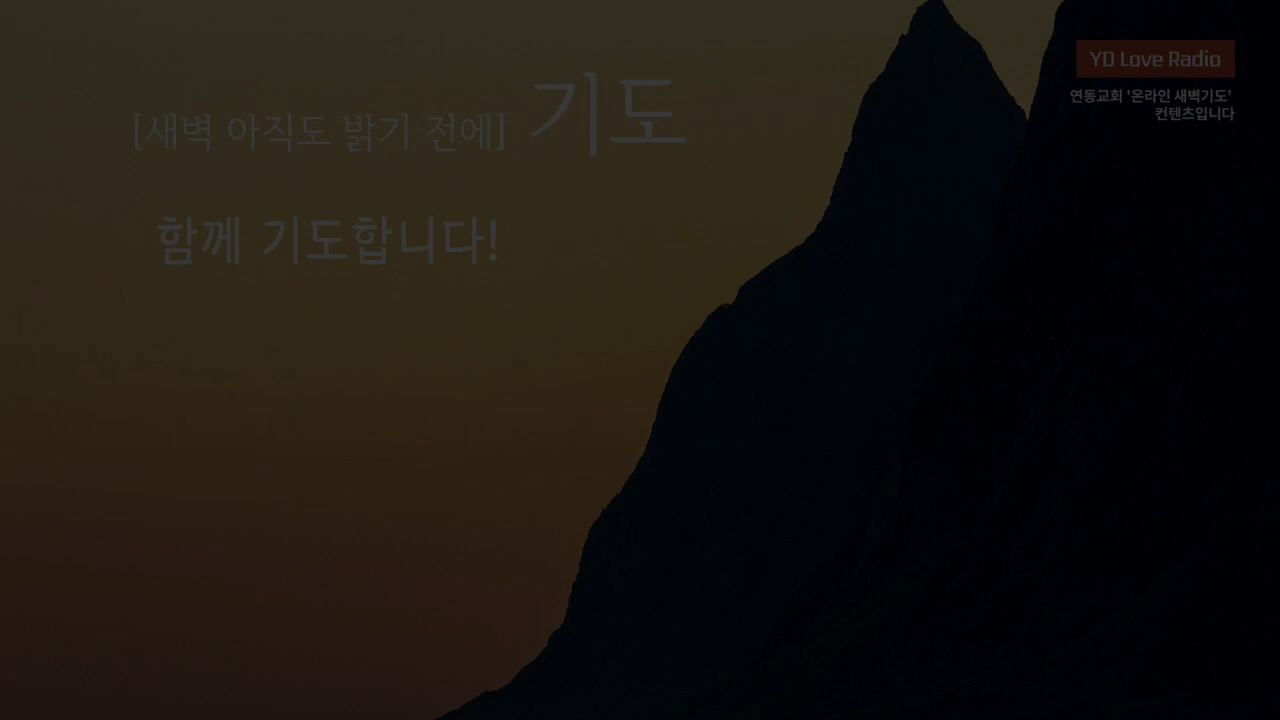 [새벽 아직도 밝기 전에] 기도
함께 기도합니다!
YD Love Radio
연동교회 '온라인 새벽기도'
컨텐츠입니다